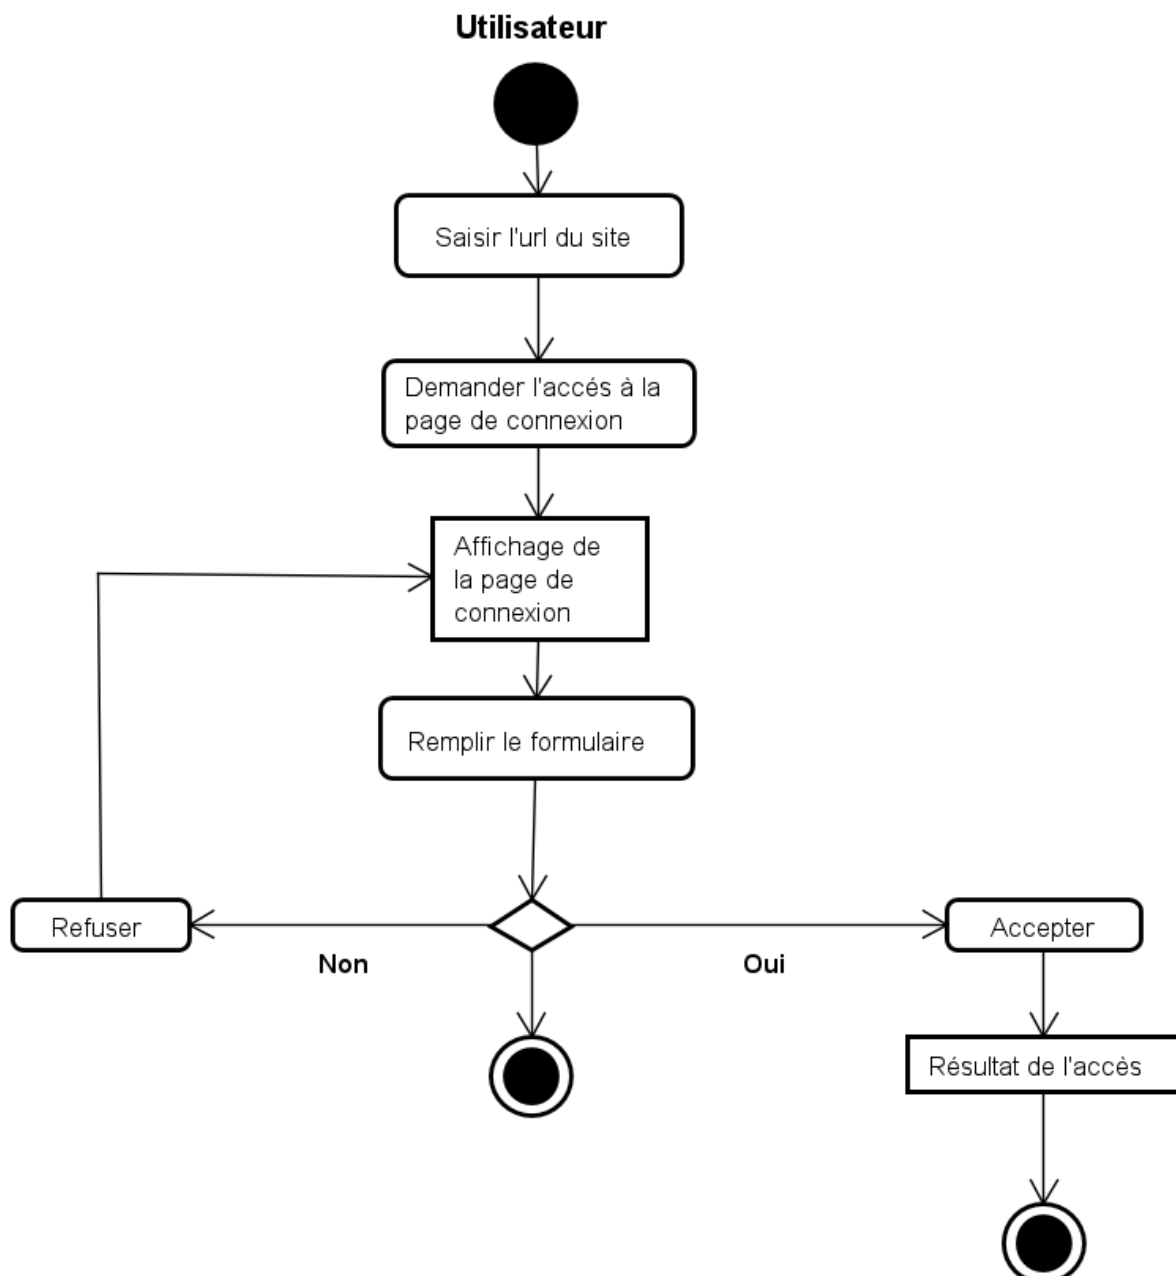 Utilisateur
Saisir l'url du site
Demander l'accés à la
page de connexion
Affichage de
la page de
connexion
Remplir le formulaire
Refuser
Accepter
Non
Oui
Résultat de l'accès